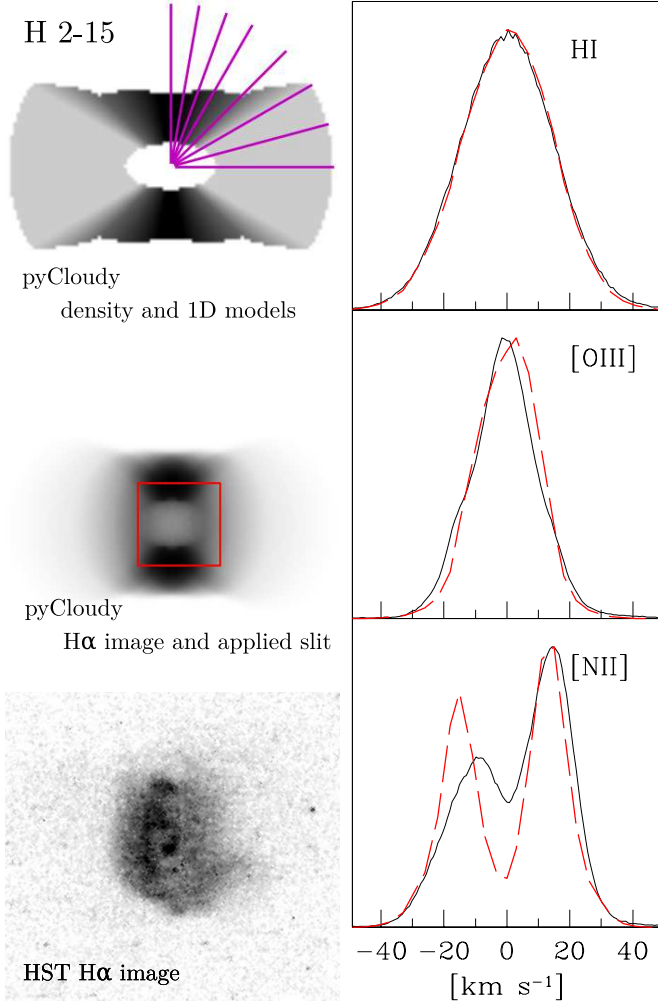 H 2-15
pyCloudy
density and 1D models
pyCloudy
Hα image and applied slit
HST Hα image
HI
[OIII]
[NII]
−40 −20 0 20 40
[km s⁻¹]